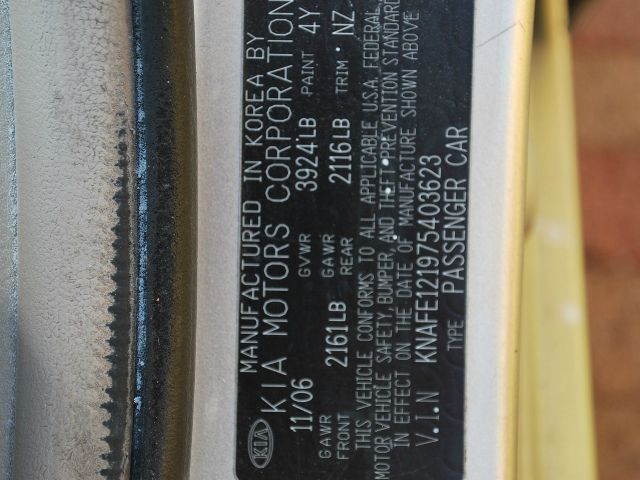 MANUFACTURED IN KOREA BY
KIA KIA MOTORS CORPORATION
11/06 GVWR 3924LB PAINT 4Y
GAWR FRONT 2161LB GAWR REAR 2116LB TRIM NZ
THIS VEHICLE CONFORMS TO ALL APPLICABLE U.S.A. FEDERAL
MOTOR VEHICLE SAFETY, BUMPER, AND THEFT PREVENTION STANDARD
IN EFFECT ON THE DATE OF MANUFACTURE SHOWN ABOVE
V.I.N KNAFE121975403623
TYPE PASSENGER CAR